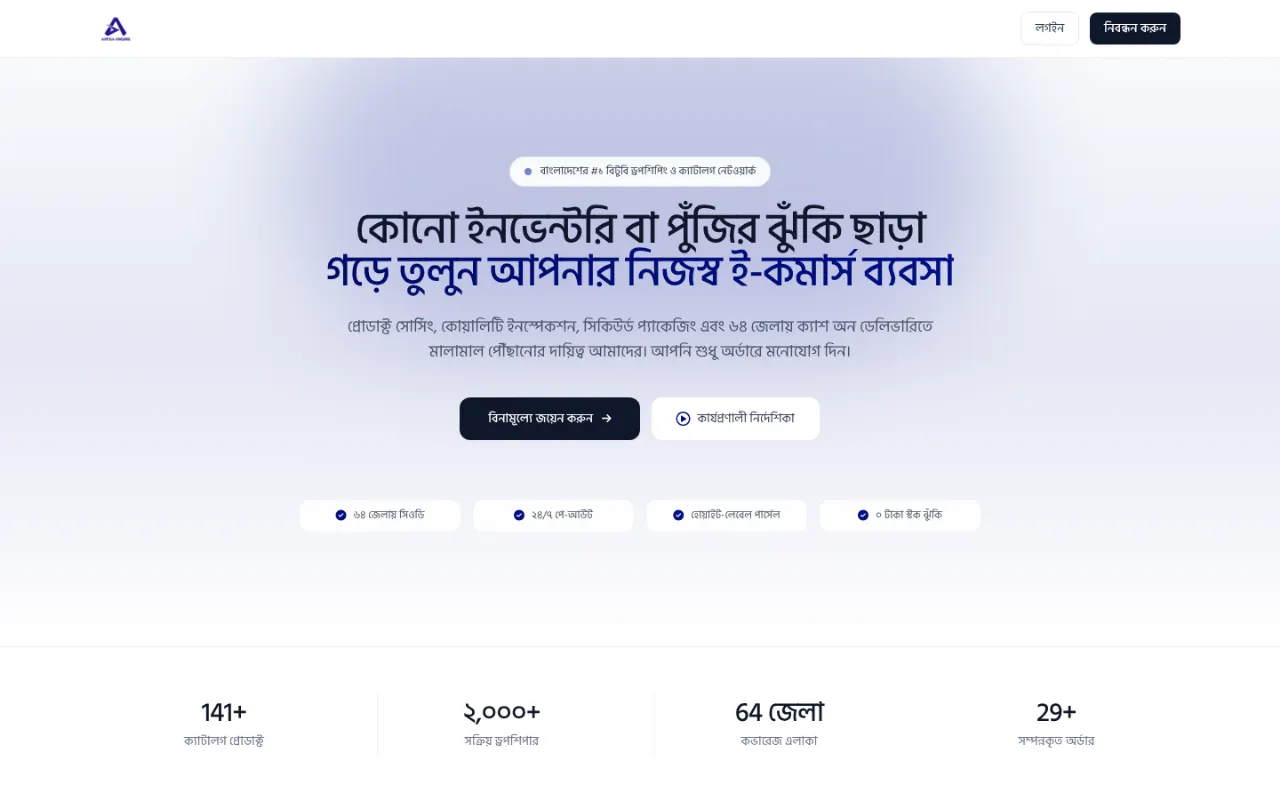 লগইন
নিবন্ধন করুন
বাংলাদেশের #১ বিটুবি ড্রপশিপিং ও ক্যাটালগ নেটওয়ার্ক
কোনো ইনভেন্টরি বা পুঁজির ঝুঁকি ছাড়া
গড়ে তুলুন আপনার নিজস্ব ই-কমার্স ব্যবসা
প্রোডাক্ট সোর্সিং, কোয়ালিটি ইনস্পেকশন, সিকিউর্ড প্যাকেজিং এবং ৬৪ জেলায় ক্যাশ অন ডেলিভারিতে
মালামাল পৌঁছানোর দায়িত্ব আমাদের। আপনি শুধু অর্ডারে মনোযোগ দিন।
বিনামূল্যে জয়েন করুন →
কার্যপ্রণালী নির্দেশিকা
৬৪ জেলায় সিওডি
২৪/৭ পে-আউট
হোয়াইট-লেবেল পার্সেল
০ টাকা স্টক ঝুঁকি
141+
২,০০০+
64 জেলা
29+
ক্যাটালগ প্রোডাক্ট
সক্রিয় ড্রপশিপার
কভারেজ এলাকা
সম্পন্নকৃত অর্ডার